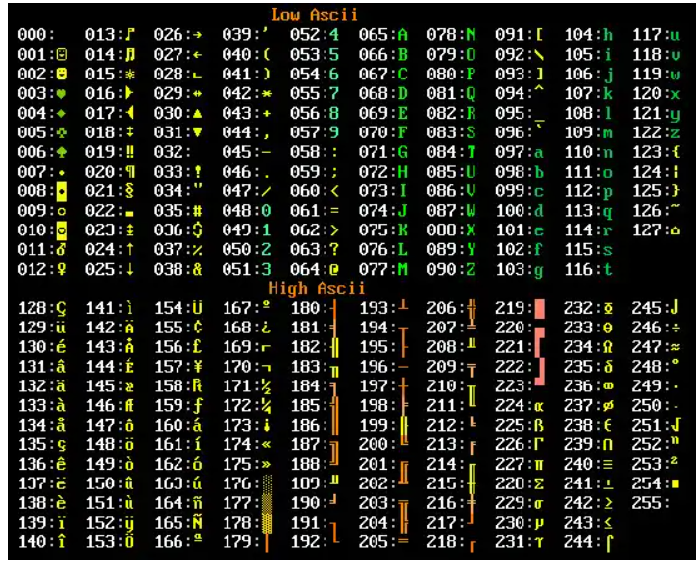 Low Ascii
000: 013:♪ 026:→ 039:' 052:4 065:A 078:N 091:[ 104:h 117:u
001:☺ 014:♫ 027:← 040:( 053:5 066:B 079:O 092:\ 105:i 118:v
002:☻ 015:☼ 028:∟ 041:) 054:6 067:C 080:P 093:] 106:j 119:w
003:♥ 016:► 029:↔ 042:* 055:7 068:D 081:Q 094:^ 107:k 120:x
004:♦ 017:◄ 030:▲ 043:+ 056:8 069:E 082:R 095:_ 108:l 121:y
005:♣ 018:↕ 031:▼ 044:, 057:9 070:F 083:S 096:` 109:m 122:z
006:♠ 019:‼ 032: 045:- 058:: 071:G 084:T 097:a 110:n 123:{
007:• 020:¶ 033:! 046:. 059:; 072:H 085:U 098:b 111:o 124:¦
008:◘ 021:§ 034:" 047:/ 060:< 073:I 086:V 099:c 112:p 125:}
009:○ 022:▬ 035:# 048:0 061:= 074:J 087:W 100:d 113:q 126:~
010:◙ 023:↨ 036:$ 049:1 062:> 075:K 088:X 101:e 114:r 127:⌂
011:♂ 024:↑ 037:% 050:2 063:? 076:L 089:Y 102:f 115:s
012:♀ 025:↓ 038:& 051:3 064:@ 077:M 090:Z 103:g 116:t
High Ascii
128:Ç 141:ì 154:Ü 167:º 180:┤ 193:┴ 206:╬ 219:█ 232:Φ 245:⌡
129:ü 142:Ä 155:¢ 168:¿ 181:╡ 194:┬ 207:╧ 220:▄ 233:Θ 246:÷
130:é 143:Å 156:£ 169:⌐ 182:╢ 195:├ 208:╨ 221:▌ 234:Ω 247:≈
131:â 144:É 157:¥ 170:¬ 183:╖ 196:─ 209:╤ 222:▐ 235:δ 248:°
132:ä 145:æ 158:₧ 171:½ 184:╕ 197:┼ 210:╥ 223:▀ 236:∞ 249:∙
133:à 146:Æ 159:ƒ 172:¼ 185:╣ 198:╞ 211:╙ 224:α 237:φ 250:·
134:å 147:ô 160:á 173:¡ 186:║ 199:╟ 212:╘ 225:ß 238:ε 251:√
135:ç 148:ö 161:í 174:« 187:╗ 200:╚ 213:╒ 226:Γ 239:∩ 252:ⁿ
136:ê 149:ò 162:ó 175:» 188:╝ 201:╔ 214:╓ 227:π 240:≡ 253:²
137:ë 150:û 163:ú 176:░ 189:╜ 202:╩ 215:╫ 228:Σ 241:± 254:■
138:è 151:ù 164:ñ 177:▒ 190:╛ 203:╦ 216:╪ 229:σ 242:≥ 255:
139:ï 152:ÿ 165:Ñ 178:▓ 191:┐ 204:╠ 217:┘ 230:µ 243:≤
140:î 153:Ö 166:ª 179:│ 192:└ 205:═ 218:┌ 231:τ 244:⌠